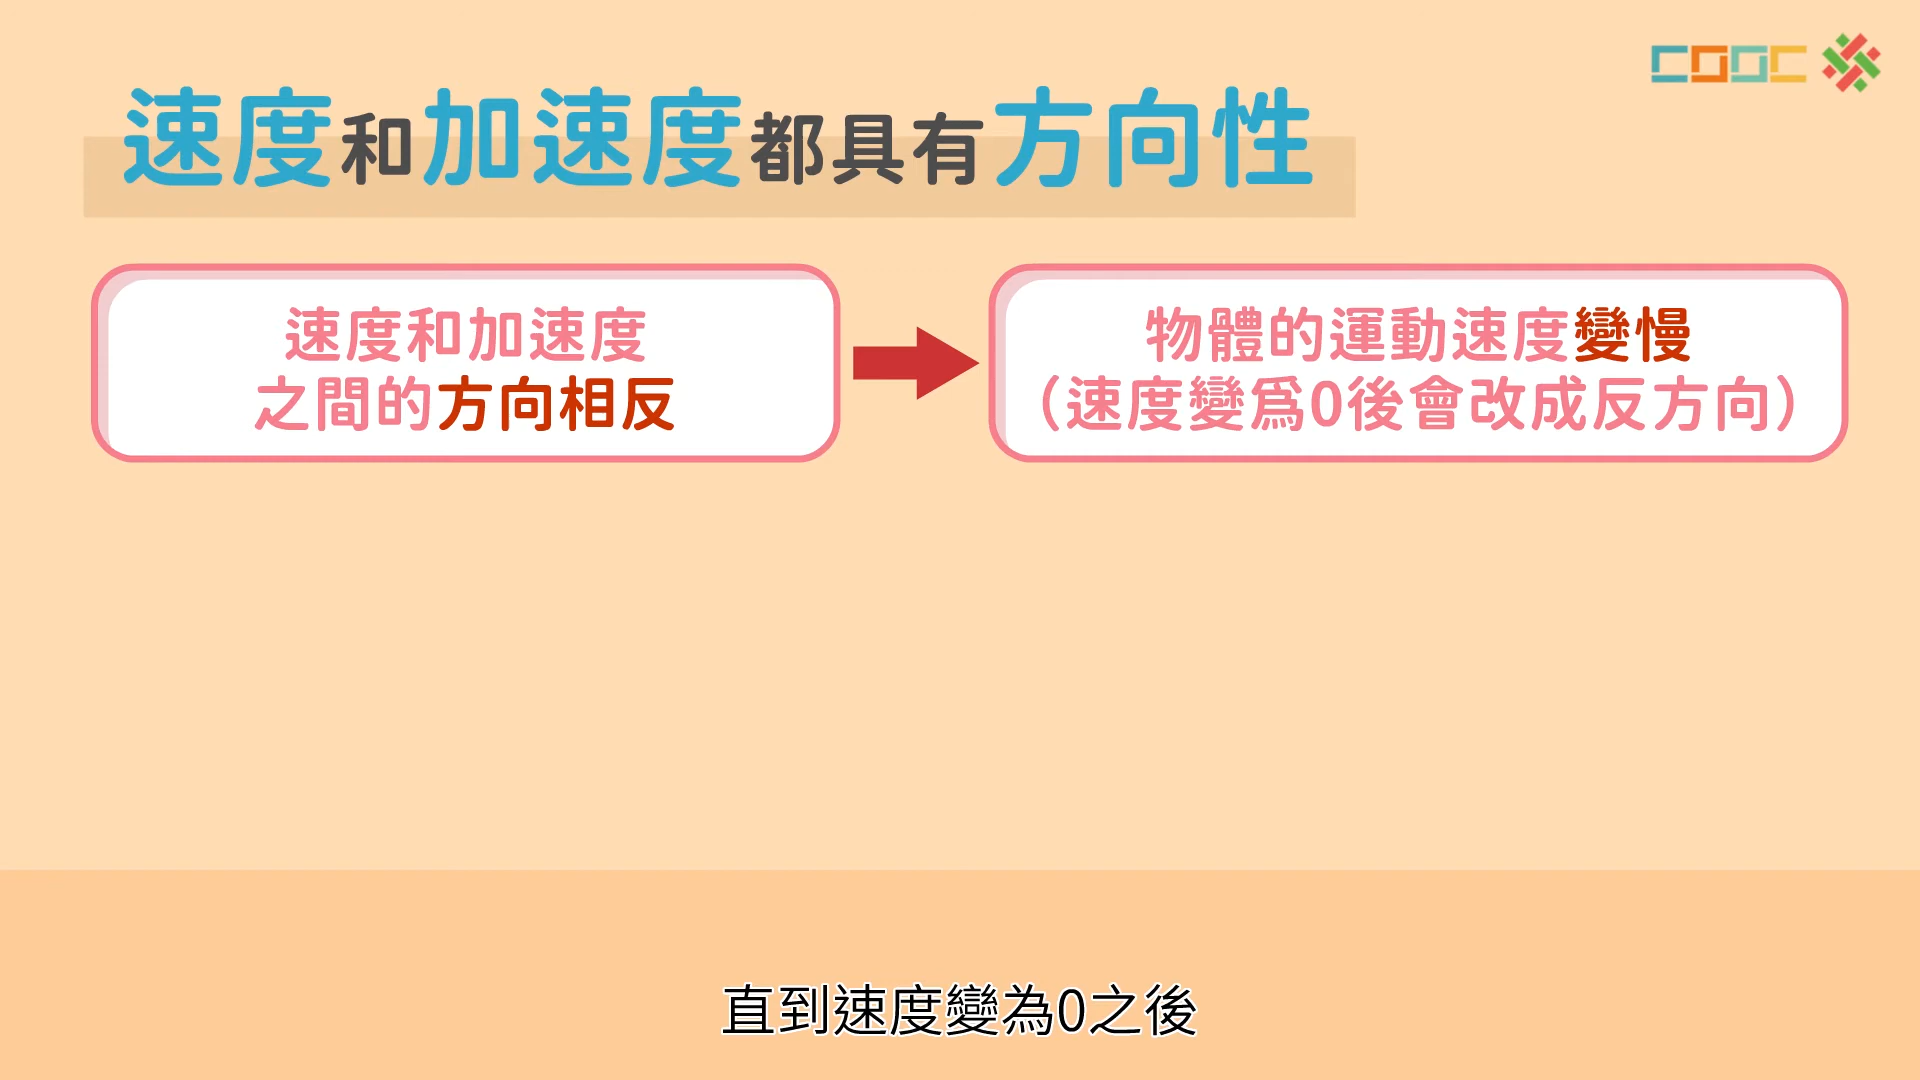 COOC
速度和加速度都具有方向性
速度和加速度
之間的方向相反
物體的運動速度變慢
（速度變爲0後會改成反方向）
直到速度變為0之後